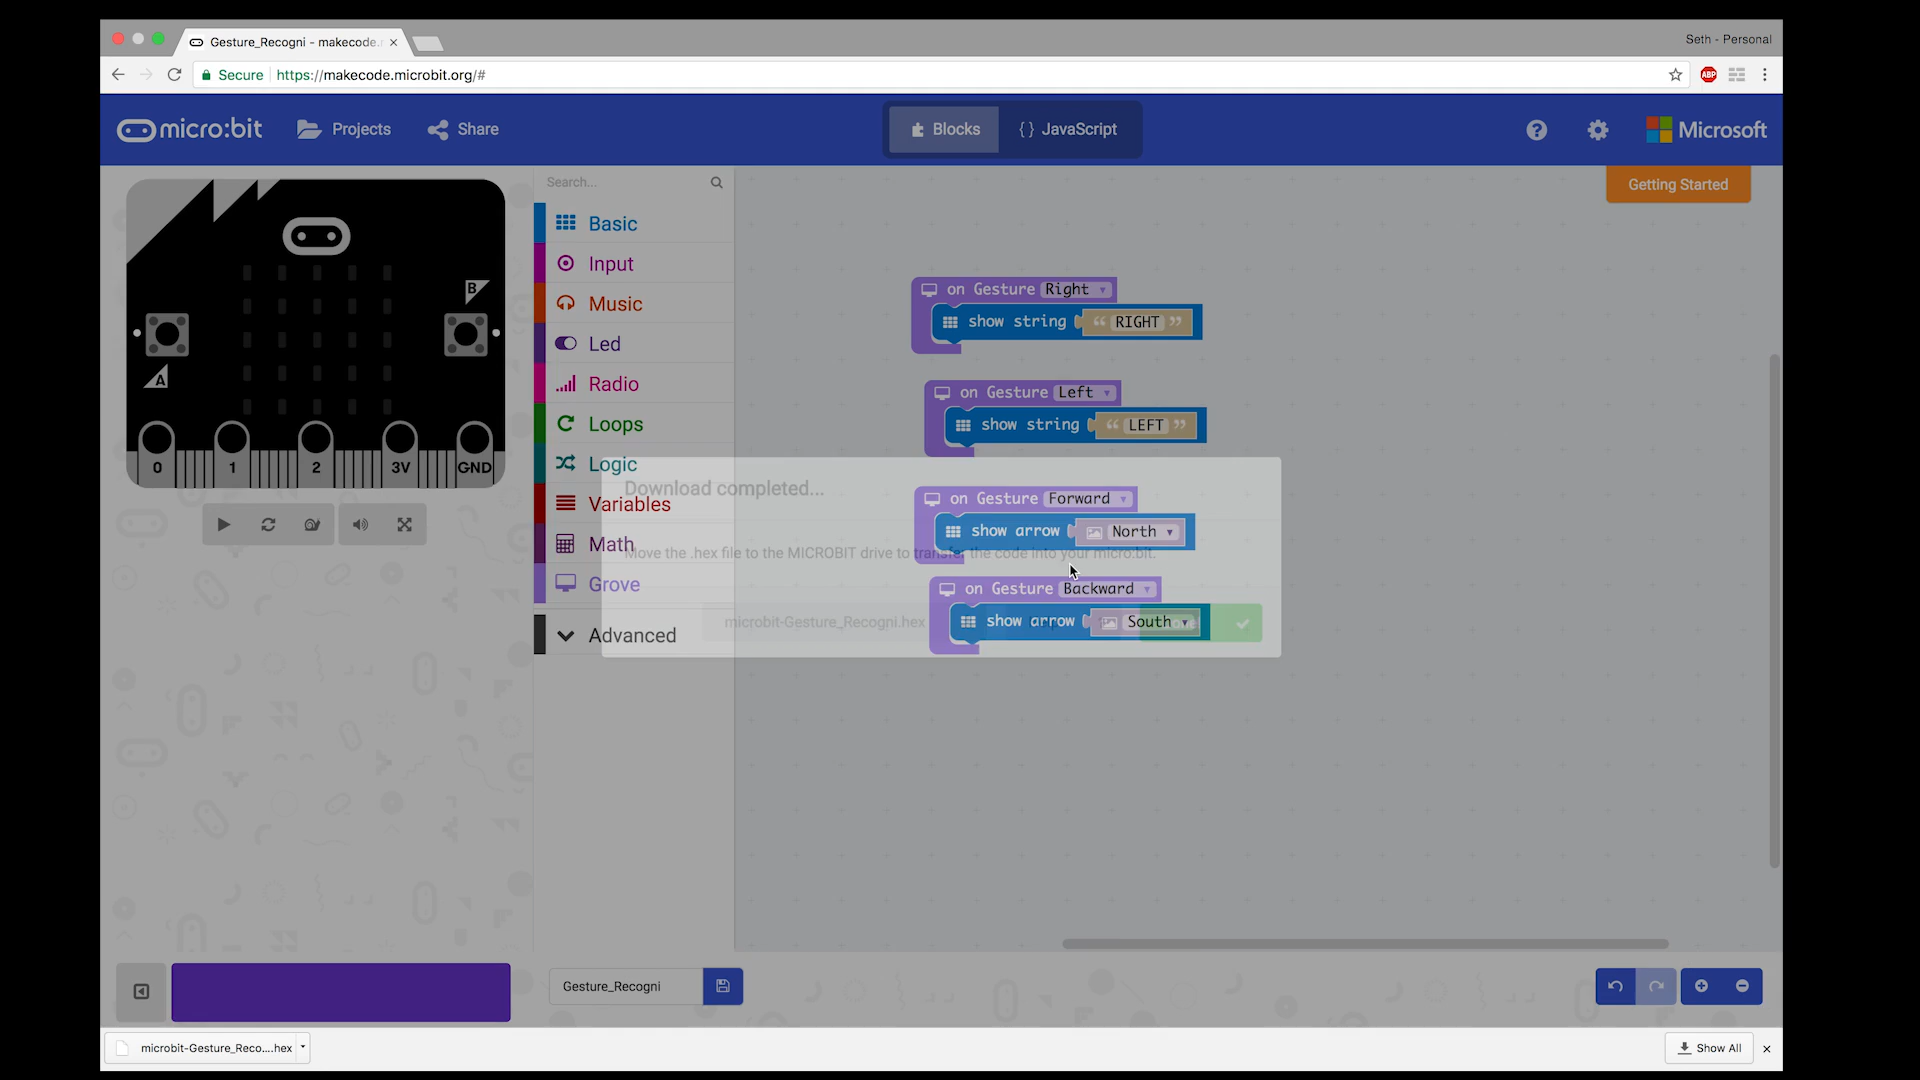 Gesture_Recogni - makecode.
Seth - Personal
Secure https://makecode.microbit.org/#
ABP
micro:bit Projects Share Blocks {} JavaScript Microsoft
Search...
Getting Started
Basic
Input
Music
Led
Radio
Loops
Logic
Variables
Math
Grove
Advanced
B
A
0 1 2 3V GND
on Gesture Right
show string “ RIGHT ”
on Gesture Left
show string “ LEFT ”
Download completed...
on Gesture Forward
show arrow North
Move the .hex file to the MICROBIT drive to transfer the code into your micro:bit.
on Gesture Backward
microbit-Gesture_Recogni.hex
show arrow South
Gesture_Recogni
microbit-Gesture_Reco....hex
Show All